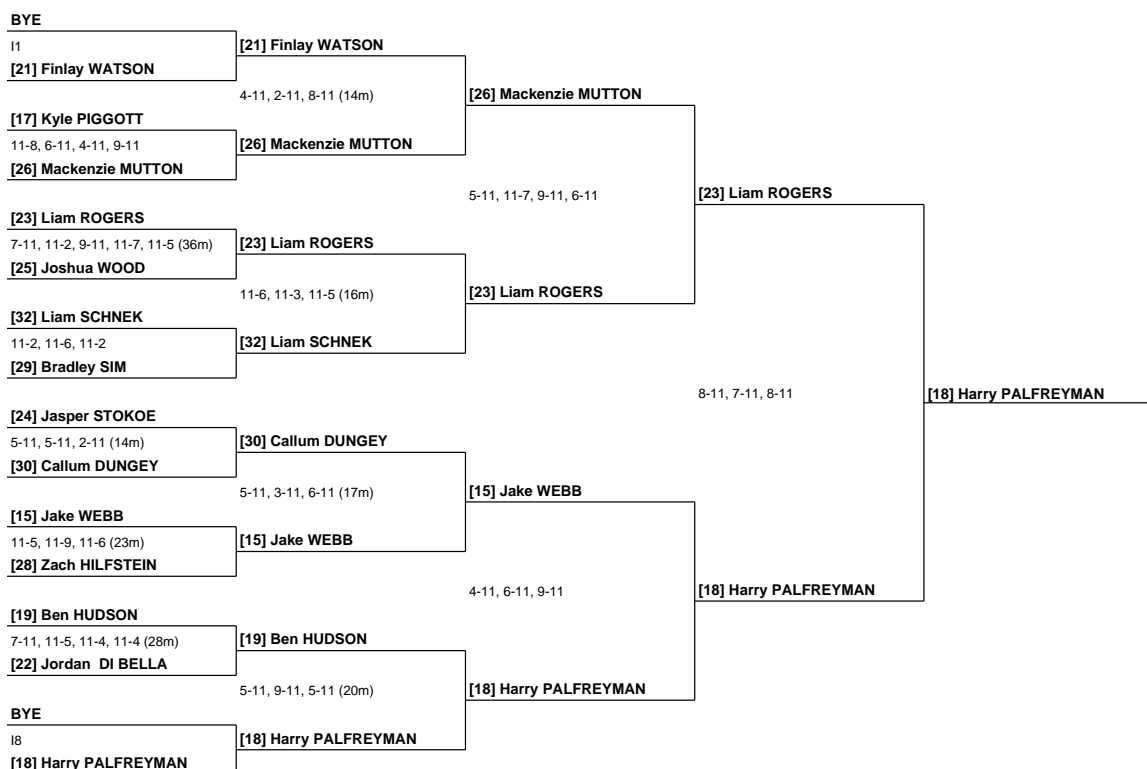 BYE
I1
[21] Finlay WATSON
[21] Finlay WATSON
4-11, 2-11, 8-11 (14m)
[26] Mackenzie MUTTON
[17] Kyle PIGGOTT
11-8, 6-11, 4-11, 9-11
[26] Mackenzie MUTTON
[26] Mackenzie MUTTON
5-11, 11-7, 9-11, 6-11
[23] Liam ROGERS
[23] Liam ROGERS
7-11, 11-2, 9-11, 11-7, 11-5 (36m)
[23] Liam ROGERS
[25] Joshua WOOD
11-6, 11-3, 11-5 (16m)
[23] Liam ROGERS
[32] Liam SCHNEK
11-2, 11-6, 11-2
[32] Liam SCHNEK
[29] Bradley SIM
8-11, 7-11, 8-11
[18] Harry PALFREYMAN
[24] Jasper STOKOE
5-11, 5-11, 2-11 (14m)
[30] Callum DUNGEY
[30] Callum DUNGEY
5-11, 3-11, 6-11 (17m)
[15] Jake WEBB
[15] Jake WEBB
11-5, 11-9, 11-6 (23m)
[15] Jake WEBB
[28] Zach HILFSTEIN
4-11, 6-11, 9-11
[18] Harry PALFREYMAN
[19] Ben HUDSON
7-11, 11-5, 11-4, 11-4 (28m)
[19] Ben HUDSON
[22] Jordan  DI BELLA
5-11, 9-11, 5-11 (20m)
[18] Harry PALFREYMAN
BYE
I8
[18] Harry PALFREYMAN
[18] Harry PALFREYMAN